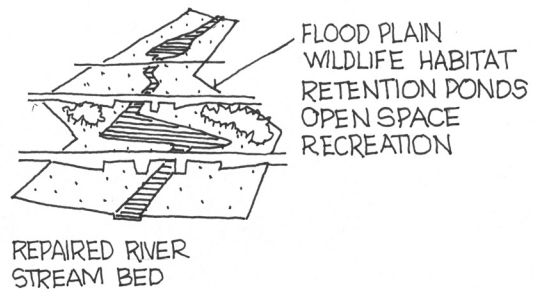 FLOOD PLAIN
WILDLIFE HABITAT
RETENTION PONDS
OPEN SPACE
RECREATION
REPAIRED RIVER
STREAM BED